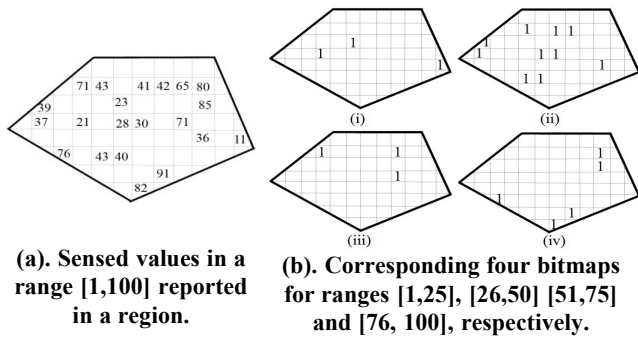 71 43 41 42 65 80
23 85
39
37 21 28 30 71
36 11
76 43 40
91
82
(a). Sensed values in a
range [1,100] reported
in a region.
1
1
1
(i)
1 1 1
1
1 1 1
1
1 1
(ii)
1 1
1
(iii)
1
1
1
1
1
(iv)
(b). Corresponding four bitmaps
for ranges [1,25], [26,50] [51,75]
and [76, 100], respectively.